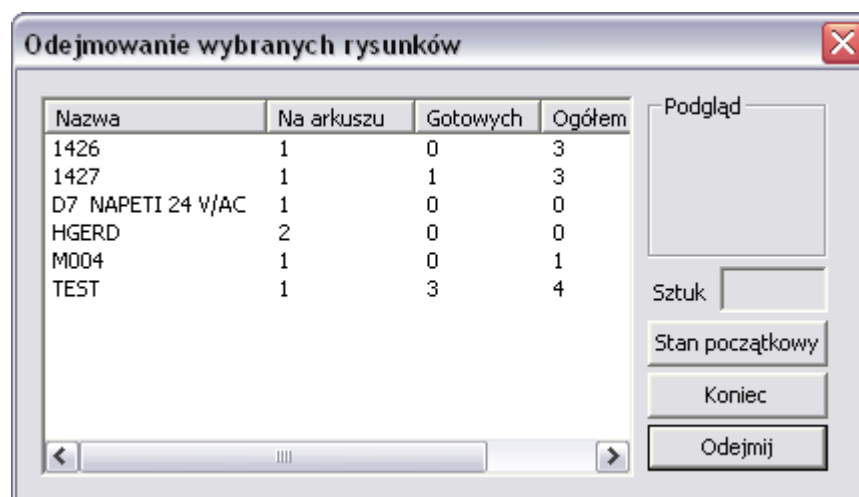 Odejmowanie wybranych rysunków
Nazwa Na arkuszu Gotowych Ogółem
1426 1 0 3
1427 1 1 3
D7 NAPETI 24 V/AC 1 0 0
HGERD 2 0 0
M004 1 0 1
TEST 1 3 4
Podgląd
Sztuk
Stan początkowy
Koniec
Odejmij